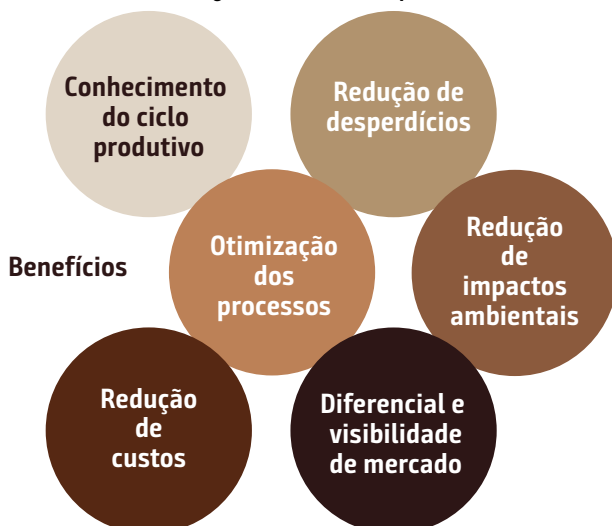 Conhecimento
do ciclo
produtivo
Redução de
desperdícios
Benefícios
Otimização
dos
processos
Redução
de
impactos
ambientais
Redução
de
custos
Diferencial e
visibilidade
de mercado